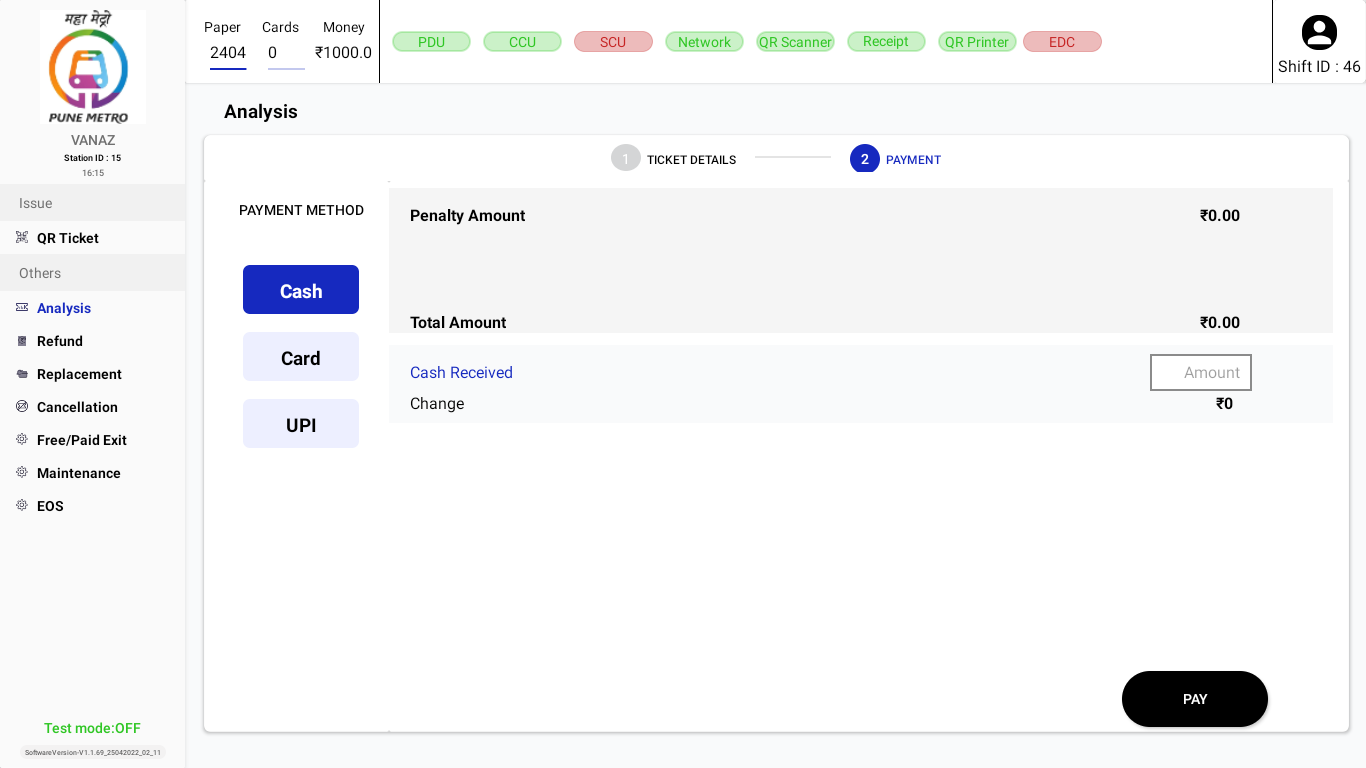 महा मेट्रो
PUNE METRO
VANAZ
Station ID : 15
16:15
Issue
QR Ticket
Others
Analysis
Refund
Replacement
Cancellation
Free/Paid Exit
Maintenance
EOS
Test mode:OFF
SoftwareVersion-V1.1.69_25042022_02_11
Paper Cards Money
2404 0 ₹1000.0
PDU CCU SCU Network QR Scanner Receipt QR Printer EDC
Shift ID : 46
Analysis
1 TICKET DETAILS 2 PAYMENT
PAYMENT METHOD
Cash
Card
UPI
Penalty Amount ₹0.00
Total Amount ₹0.00
Cash Received Amount
Change ₹0
PAY